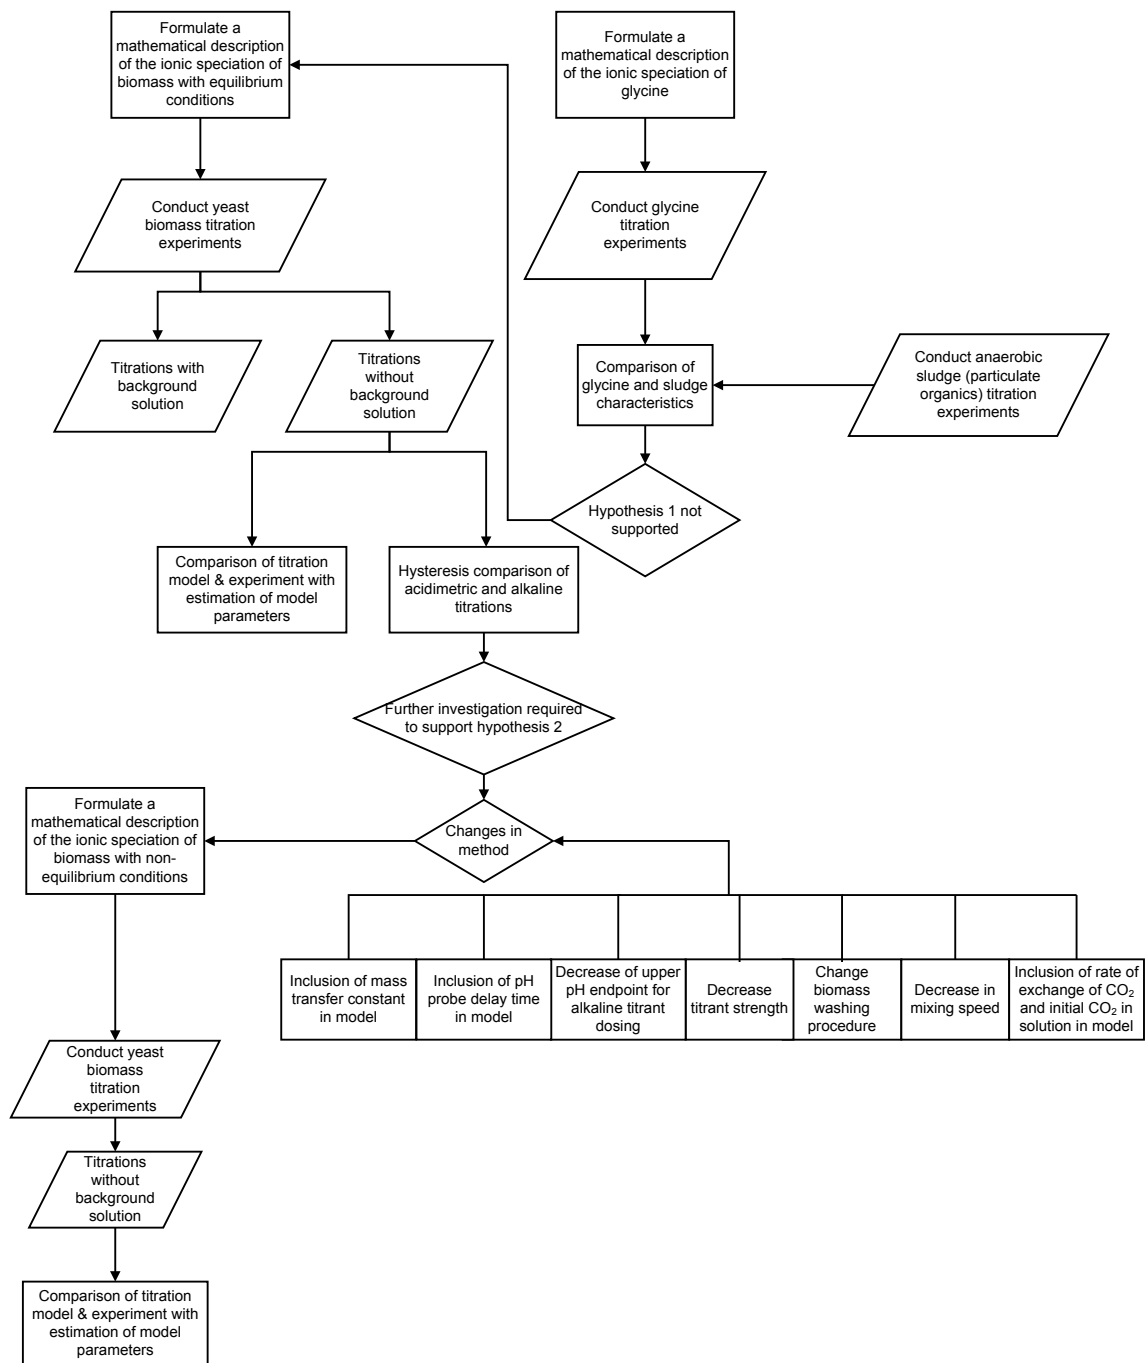 Formulate a
mathematical description
of the ionic speciation of
biomass with equilibrium
conditions
Formulate a
mathematical description
of the ionic speciation of
glycine
Conduct yeast
biomass titration
experiments
Conduct glycine
titration
experiments
Titrations with
background
solution
Titrations
without
background
solution
Comparison of
glycine and sludge
characteristics
Conduct anaerobic
sludge (particulate
organics) titration
experiments
Hypothesis 1 not
supported
Comparison of titration
model & experiment with
estimation of model
parameters
Hysteresis comparison of
acidimetric and alkaline
titrations
Further investigation required
to support hypothesis 2
Formulate a
mathematical description
of the ionic speciation of
biomass with non-
equilibrium conditions
Changes in
method
Inclusion of mass
transfer constant
in model
Inclusion of pH
probe delay time
in model
Decrease of upper
pH endpoint for
alkaline titrant
dosing
Decrease
titrant strength
Change
biomass
washing
procedure
Decrease in
mixing speed
Inclusion of rate of
exchange of CO₂
and initial CO₂ in
solution in model
Conduct yeast
biomass
titration
experiments
Titrations
without
background
solution
Comparison of titration
model & experiment with
estimation of model
parameters